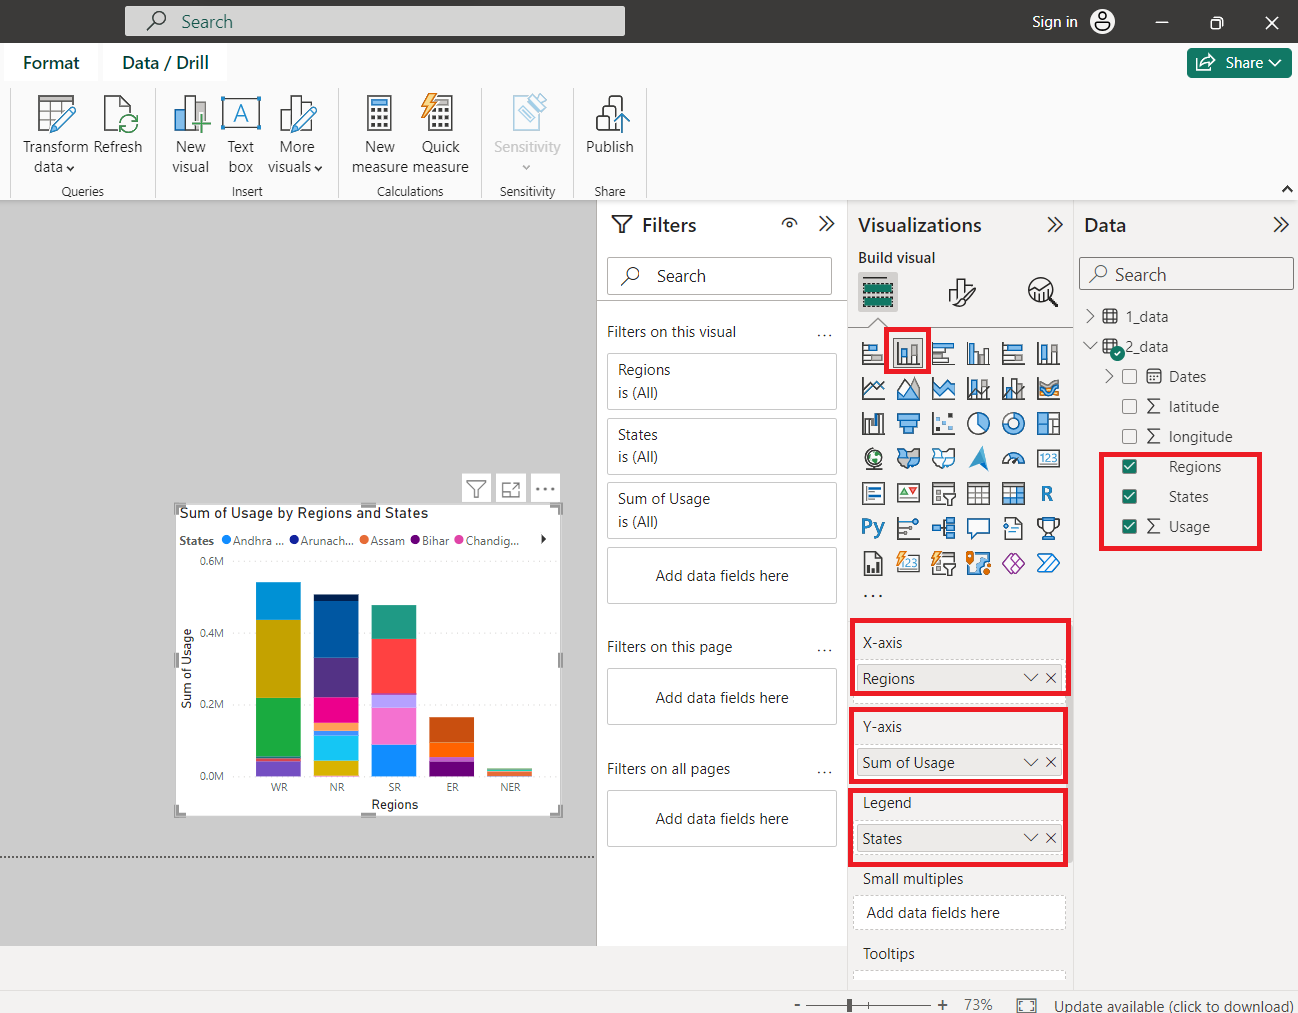 Search
Sign in
Format
Data / Drill
Share
Transform data
Refresh
New visual
Text box
More visuals
New measure
Quick measure
Sensitivity
Publish
Queries
Insert
Calculations
Sensitivity
Share
Filters
Search
Filters on this visual
...
Regions
is (All)
States
is (All)
Sum of Usage
is (All)
Add data fields here
Filters on this page
...
Add data fields here
Filters on all pages
...
Add data fields here
Visualizations
Build visual
123
R
Py
123
...
X-axis
Regions
Y-axis
Sum of Usage
Legend
States
Small multiples
Add data fields here
Tooltips
Data
Search
1_data
2_data
Dates
latitude
longitude
Regions
States
Usage
Sum of Usage by Regions and States
States Andhra ... Arunach... Assam Bihar Chandig...
0.6M
0.4M
0.2M
0.0M
Sum of Usage
WR NR SR ER NER
Regions
- + 73%
Update available (click to download)